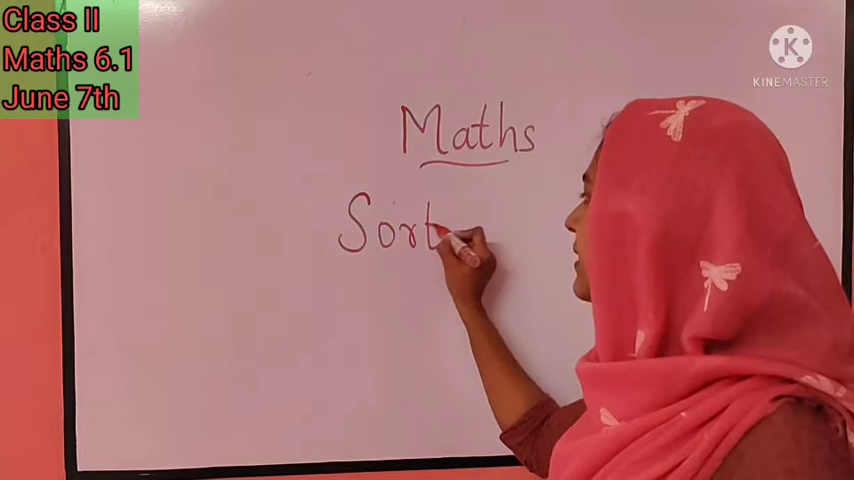 Class II
Maths 6.1
June 7th
K
KINEMASTER
Maths
Sort